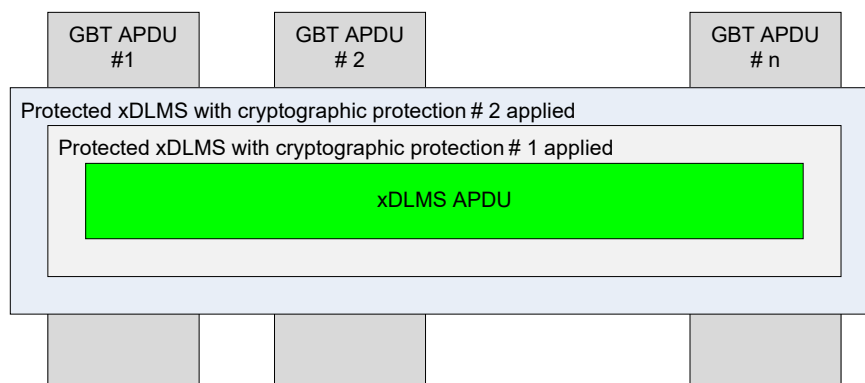 GBT APDU
#1
GBT APDU
# 2
GBT APDU
# n
Protected xDLMS with cryptographic protection # 2 applied
Protected xDLMS with cryptographic protection # 1 applied
xDLMS APDU